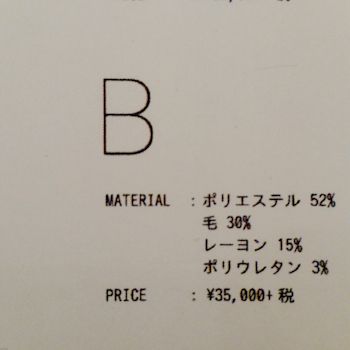 B
MATERIAL : ポリエステル 52%
毛 30%
レーヨン 15%
ポリウレタン 3%
PRICE : ¥35,000+税